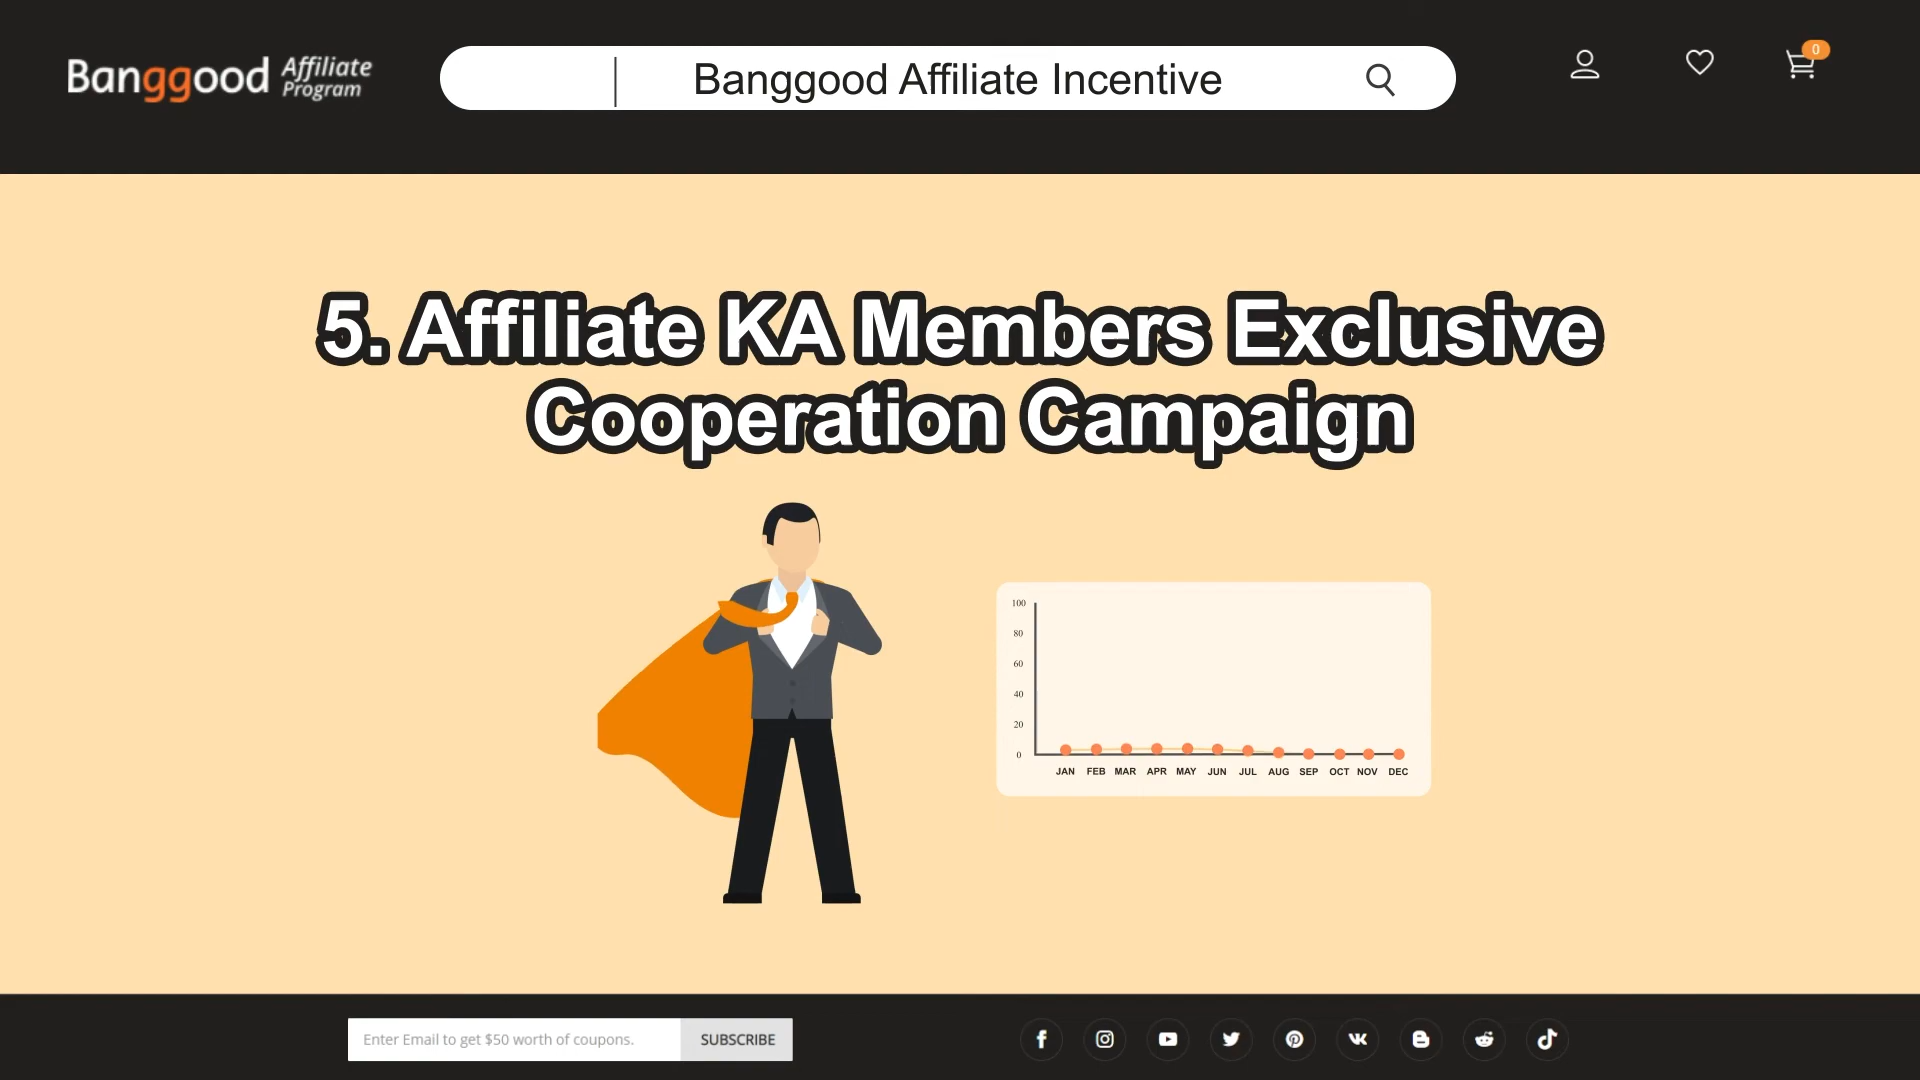 Banggood Affiliate Program
Banggood Affiliate Incentive
0
5. Affiliate KA Members Exclusive
Cooperation Campaign
100
80
60
40
20
0
JAN FEB MAR APR MAY JUN JUL AUG SEP OCT NOV DEC
Enter Email to get $50 worth of coupons.
SUBSCRIBE